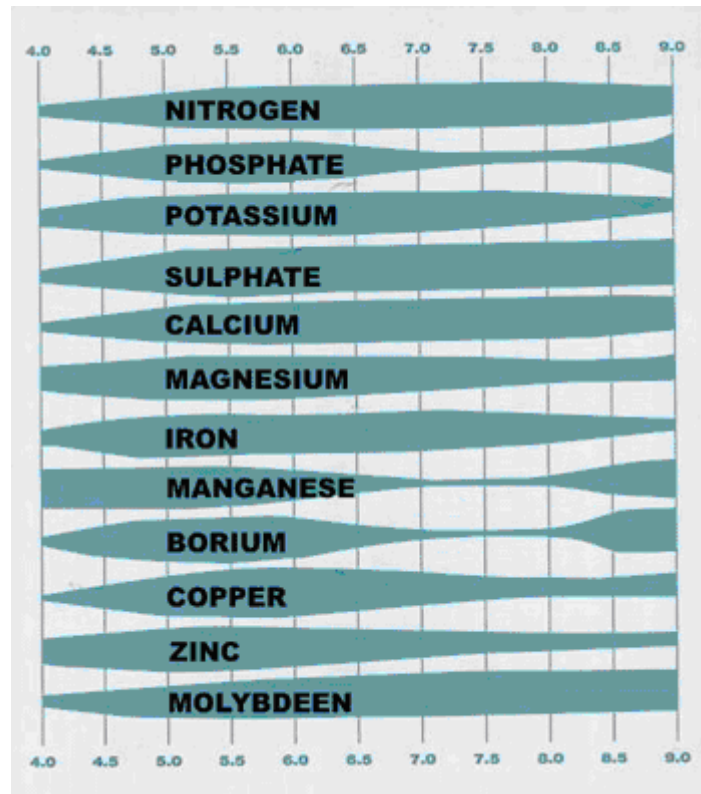 4.0 4.5 5.0 5.5 6.0 6.5 7.0 7.5 8.0 8.5 9.0
NITROGEN
PHOSPHATE
POTASSIUM
SULPHATE
CALCIUM
MAGNESIUM
IRON
MANGANESE
BORIUM
COPPER
ZINC
MOLYBDEEN
4.0 4.5 5.0 5.5 6.0 6.5 7.0 7.5 8.0 8.5 9.0